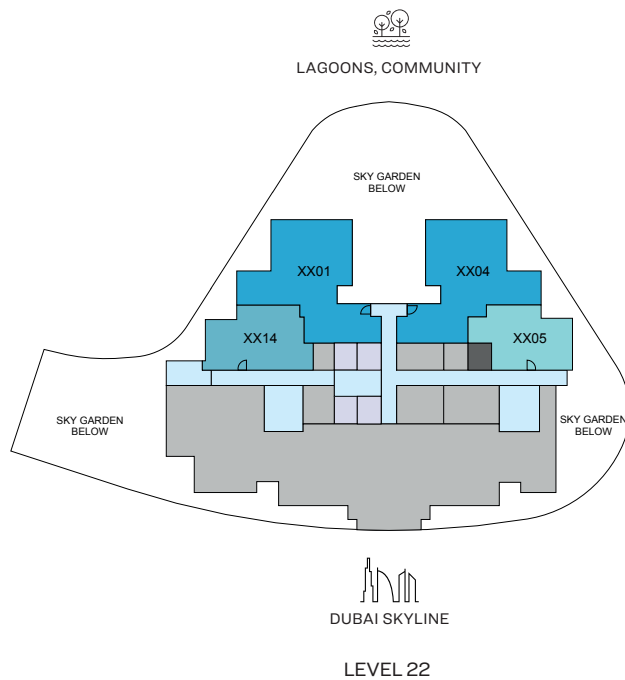 LAGOONS, COMMUNITY
SKY GARDEN
BELOW
XX01
XX04
XX14
XX05
SKY GARDEN
BELOW
SKY GARDEN
BELOW
DUBAI SKYLINE
LEVEL 22